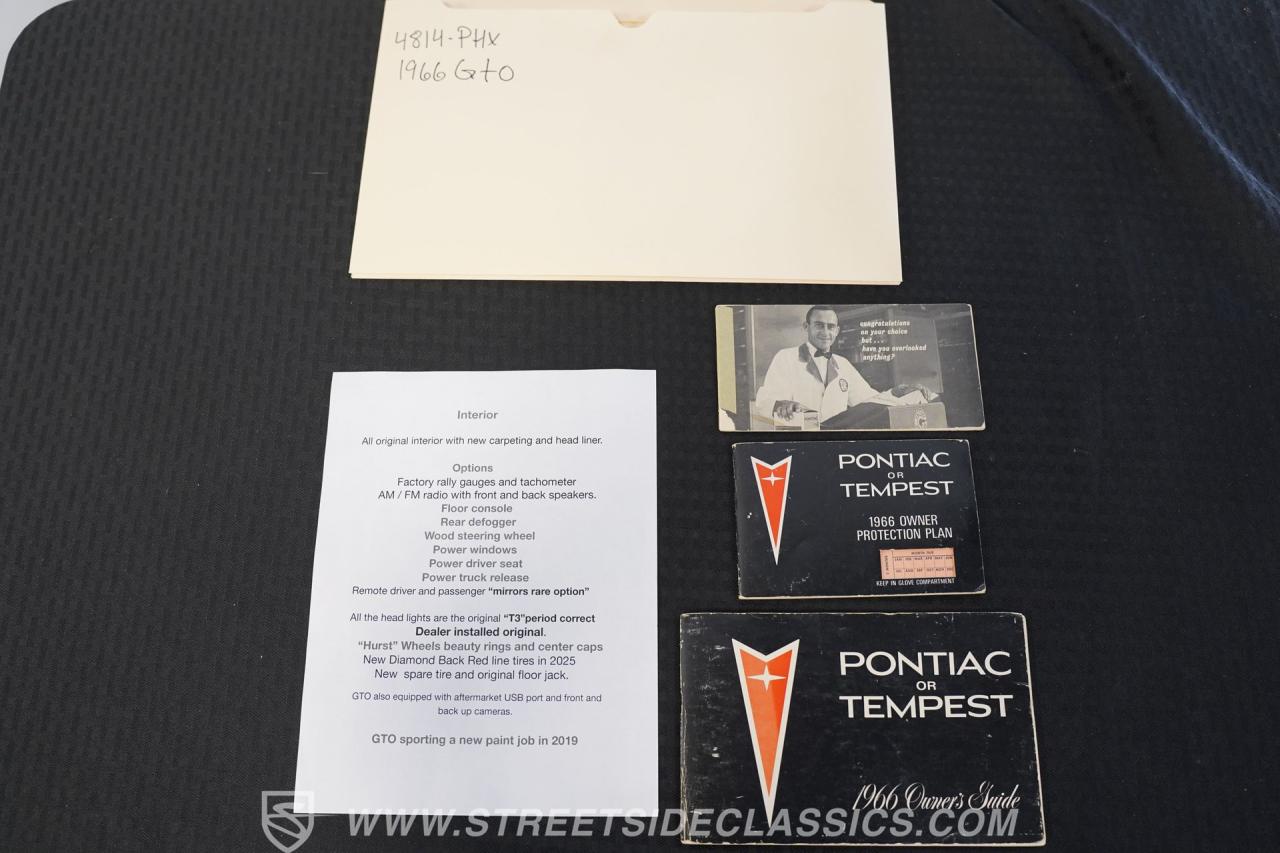 4814-PHX
1966 GtO
congratulations
on your choice
but...
have you overlooked
anything?
Interior
All original interior with new carpeting and head liner.
Options
Factory rally gauges and tachometer
AM / FM radio with front and back speakers.
Floor console
Rear defogger
Wood steering wheel
Power windows
Power driver seat
Power truck release
Remote driver and passenger “mirrors rare option”
All the head lights are the original “T3”period correct
Dealer installed original.
“Hurst” Wheels beauty rings and center caps
New Diamond Back Red line tires in 2025
New spare tire and original floor jack.
GTO also equipped with aftermarket USB port and front and
back up cameras.
GTO sporting a new paint job in 2019
PONTIAC
OR
TEMPEST
1966 OWNER
PROTECTION PLAN
KEEP IN GLOVE COMPARTMENT
PONTIAC
OR
TEMPEST
1966 Owner's Guide
WWW.STREETSIDECLASSICS.COM